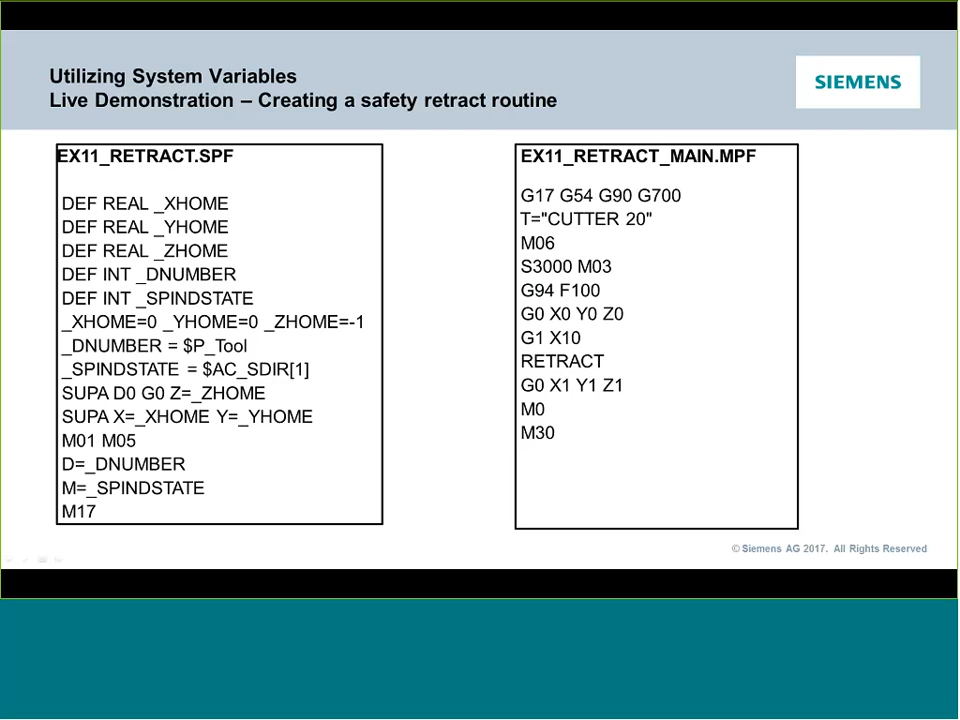 Utilizing System Variables
Live Demonstration – Creating a safety retract routine
SIEMENS
EX11_RETRACT.SPF
DEF REAL _XHOME
DEF REAL _YHOME
DEF REAL _ZHOME
DEF INT _DNUMBER
DEF INT _SPINDSTATE
_XHOME=0 _YHOME=0 _ZHOME=-1
_DNUMBER = $P_Tool
_SPINDSTATE = $AC_SDIR[1]
SUPA D0 G0 Z=_ZHOME
SUPA X=_XHOME Y=_YHOME
M01 M05
D=_DNUMBER
M=_SPINDSTATE
M17
EX11_RETRACT_MAIN.MPF
G17 G54 G90 G700
T="CUTTER 20"
M06
S3000 M03
G94 F100
G0 X0 Y0 Z0
G1 X10
RETRACT
G0 X1 Y1 Z1
M0
M30
© Siemens AG 2017. All Rights Reserved